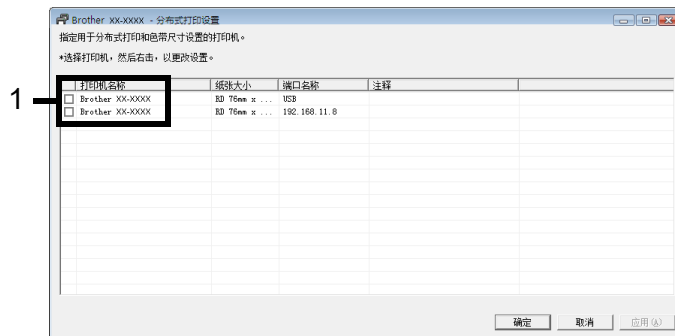 Brother XX-XXXX - 分布式打印设置
指定用于分布式打印和色带尺寸设置的打印机。
*选择打印机，然后右击，以更改设置。
1
打印机名称 纸张大小 端口名称 注释
Brother XX-XXXX RD 76mm x ... USB
Brother XX-XXXX RD 76mm x ... 192.168.11.8
确定 取消 应用(A)